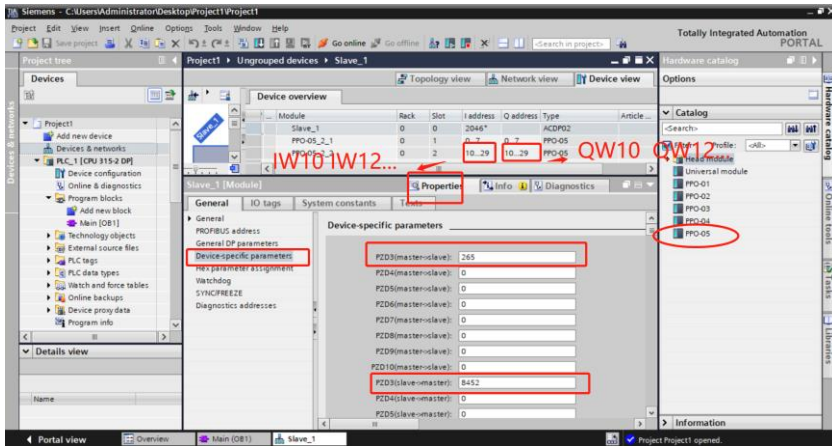 Siemens - C:\Users\Administrator\Desktop\Project1\Project1
Project Edit View Insert Online Options Tools Window Help
Totally Integrated Automation
PORTAL
Save project Go online Go offline <Search in project>
Project tree
Project1 ▸ Ungrouped devices ▸ Slave_1
Hardware catalog
Devices
Topology view Network view Device view
Options
Device overview
Module Rack Slot I address Q address Type Article ...
Slave_1 0 0 2046* ACDP02
PPO-05_2_1 0 1 0...7 0...7 PPO-05
PPO-05_2_2 0 2 10...29 10...29 PPO-05
IW10 IW12...
QW10 QW12...
Project1
Add new device
Devices & networks
PLC_1 [CPU 315-2 DP]
Device configuration
Online & diagnostics
Program blocks
Add new block
Main [OB1]
Technology objects
External source files
PLC tags
PLC data types
Watch and force tables
Online backups
Device proxy data
Program info
Details view
Name
Slave_1 [Module]
Properties Info Diagnostics
General IO tags System constants Texts
General
PROFIBUS address
General DP parameters
Device-specific parameters
Hex parameter assignment
Watchdog
SYNC/FREEZE
Diagnostics addresses
Device-specific parameters
PZD3(master->slave): 265
PZD4(master->slave): 0
PZD5(master->slave): 0
PZD6(master->slave): 0
PZD7(master->slave): 0
PZD8(master->slave): 0
PZD9(master->slave): 0
PZD10(master->slave): 0
PZD3(slave->master): 8452
PZD4(slave->master): 0
PZD5(slave->master): 0
Catalog
<Search>
Filter Profile: <All>
Head module
Universal module
PPO-01
PPO-02
PPO-03
PPO-04
PPO-05
Information
Hardware catalog
Online tools
Tasks
Libraries
Devices & networks
Portal view Overview Main (OB1) Slave_1
Project Project1 opened.